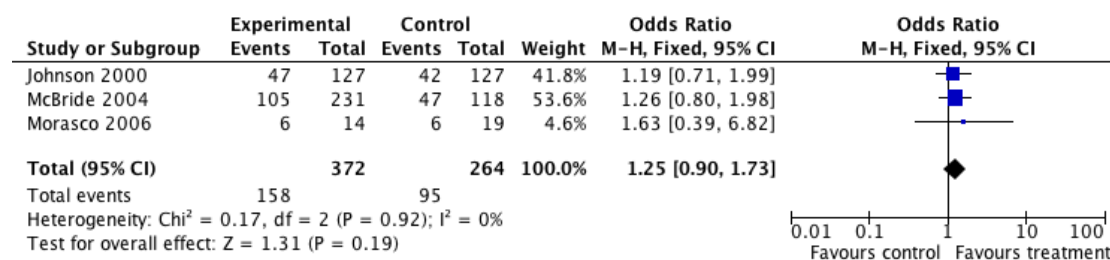 Experimental Control Odds Ratio Odds Ratio
Study or Subgroup Events Total Events Total Weight M-H, Fixed, 95% CI M-H, Fixed, 95% CI
Johnson 2000 47 127 42 127 41.8% 1.19 [0.71, 1.99]
McBride 2004 105 231 47 118 53.6% 1.26 [0.80, 1.98]
Morasco 2006 6 14 6 19 4.6% 1.63 [0.39, 6.82]
Total (95% CI) 372 264 100.0% 1.25 [0.90, 1.73]
Total events 158 95
Heterogeneity: Chi² = 0.17, df = 2 (P = 0.92); I² = 0%
Test for overall effect: Z = 1.31 (P = 0.19)
0.01 0.1 1 10 100
Favours control Favours treatment